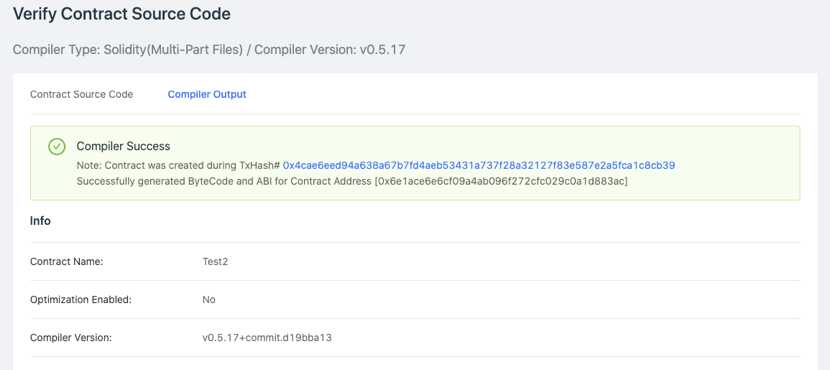 Verify Contract Source Code
Compiler Type: Solidity(Multi-Part Files) / Compiler Version: v0.5.17
Contract Source Code Compiler Output
Compiler Success
Note: Contract was created during TxHash# 0x4cae6eed94a638a67b7fd4aeb53431a737f28a32127f83e587e2a5fca1c8cb39
Successfully generated ByteCode and ABI for Contract Address [0x6e1ace6e6cf09a4ab096f272cfc029c0a1d883ac]
Info
Contract Name: Test2
Optimization Enabled: No
Compiler Version: v0.5.17+commit.d19bba13